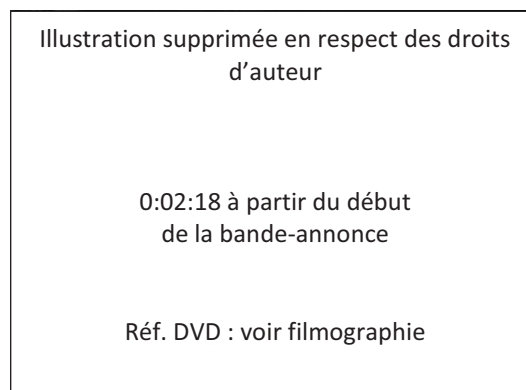 Illustration supprimée en respect des droits
d’auteur
0:02:18 à partir du début
de la bande-annonce
Réf. DVD : voir filmographie